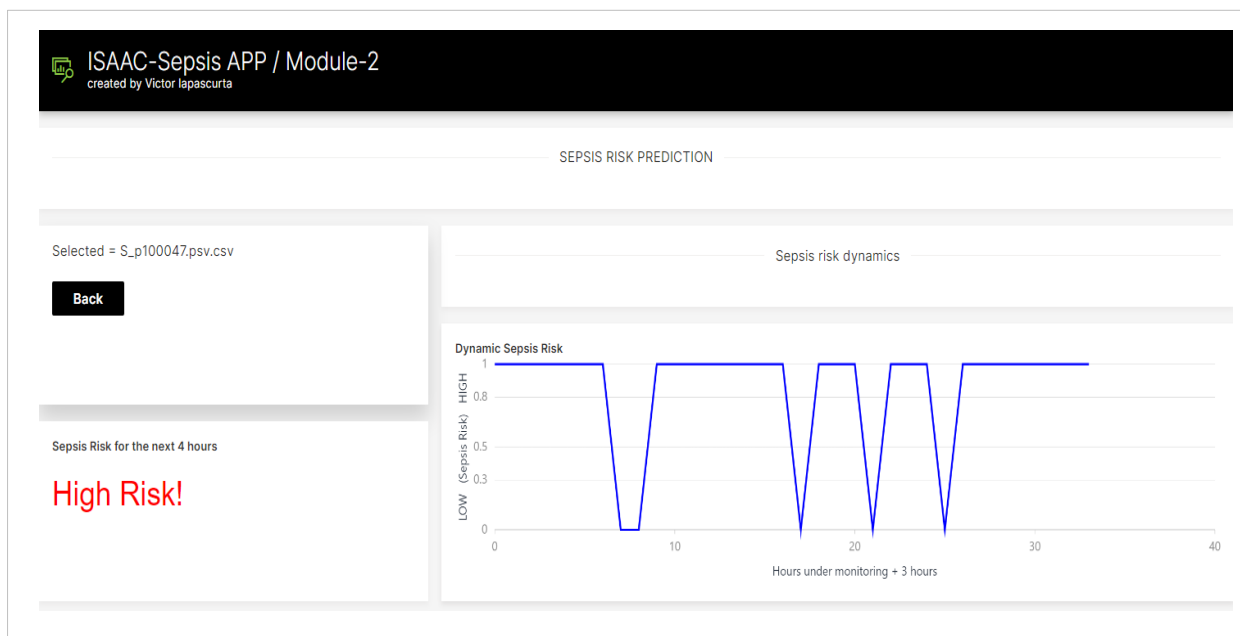 ISAAC-Sepsis APP / Module-2
created by Victor Iapascurta
SEPSIS RISK PREDICTION
Selected = S_p100047.psv.csv
Back
Sepsis risk dynamics
Sepsis Risk for the next 4 hours
High Risk!
Dynamic Sepsis Risk
LOW (Sepsis Risk) HIGH
1
0.8
0.5
0.3
0
0 10 20 30 40
Hours under monitoring + 3 hours